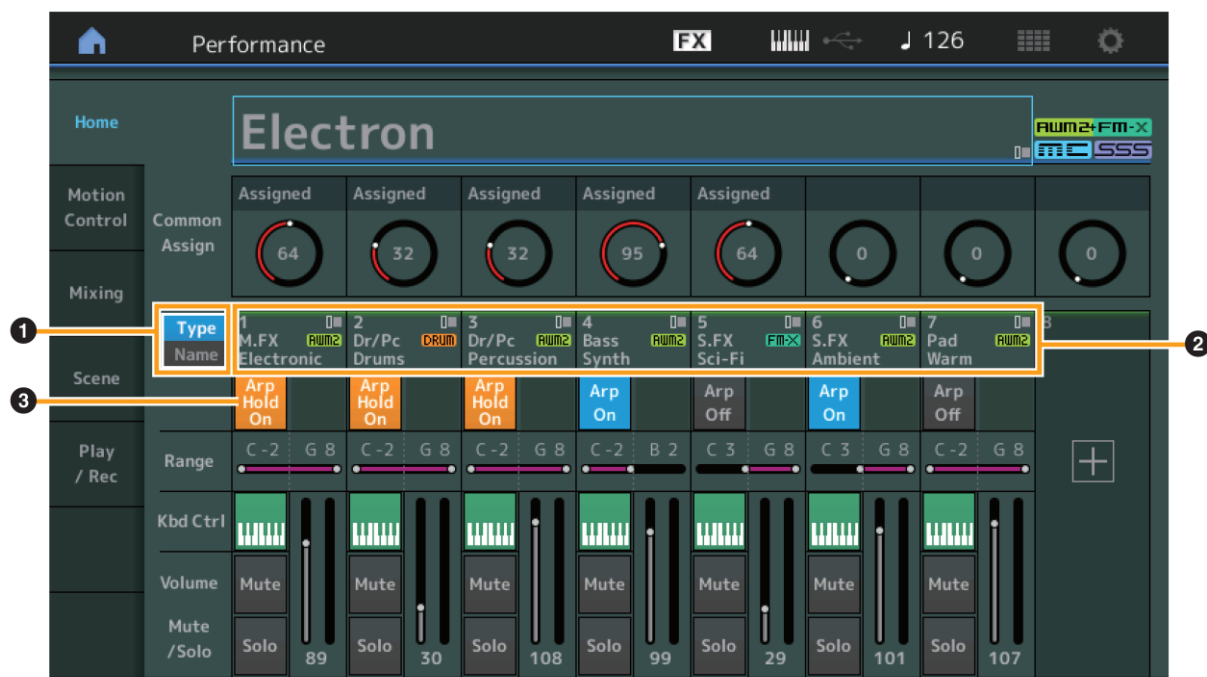 Performance FX 126
Home
Electron
AWM2+FM-X
MC SSS
Motion
Control
Common
Assign
Assigned Assigned Assigned Assigned Assigned
64 32 32 95 64 0 0 0
Mixing
1 Type
Name
1 2 3 4 5 6 7 8
M.FX AWM2 Dr/Pc DRUM Dr/Pc AWM2 Bass AWM2 S.FX FM-X S.FX AWM2 Pad AWM2
Electronic Drums Percussion Synth Sci-Fi Ambient Warm
2
Scene
3
Arp Arp Arp Arp Arp Arp Arp
Hold Hold Hold On Off On Off
On On On
Play
/ Rec
Range
C -2 G 8 C -2 G 8 C -2 G 8 C -2 B 2 C 3 G 8 C 3 G 8 C -2 G 8
Kbd Ctrl
Volume
Mute Mute Mute Mute Mute Mute Mute
Mute
/Solo
Solo Solo Solo Solo Solo Solo Solo
89 30 108 99 29 101 107